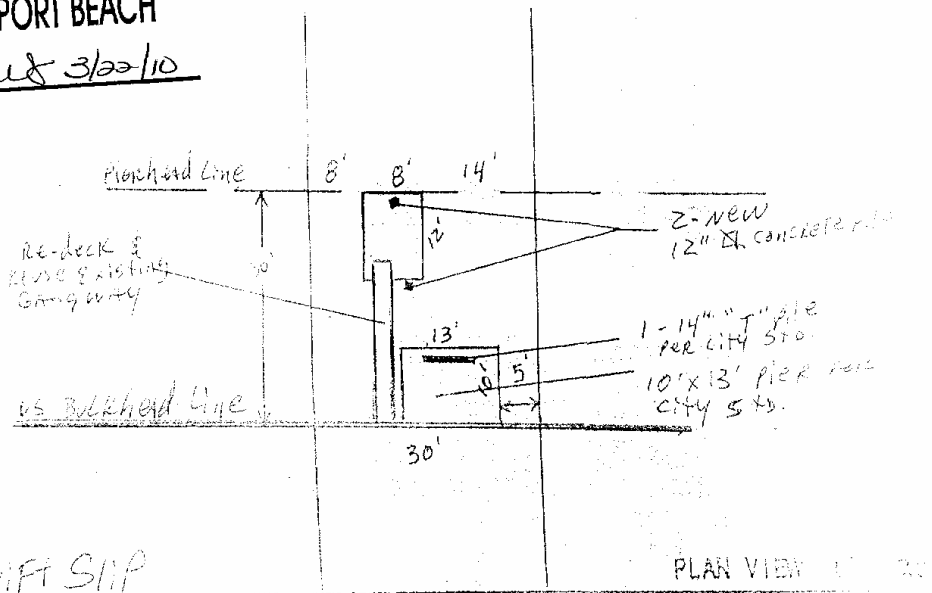 PORT BEACH
3/22/10
Pierhead Line
8'
8'
14'
12'
Re-deck &
Reuse Existing
Gangway
2-New
12" Concrete
13'
10'
5'
1-14" "T" pile
per city STD.
10'x13' Pier per
City STD.
US Bulkhead Line
30'
Slip
PLAN VIEW